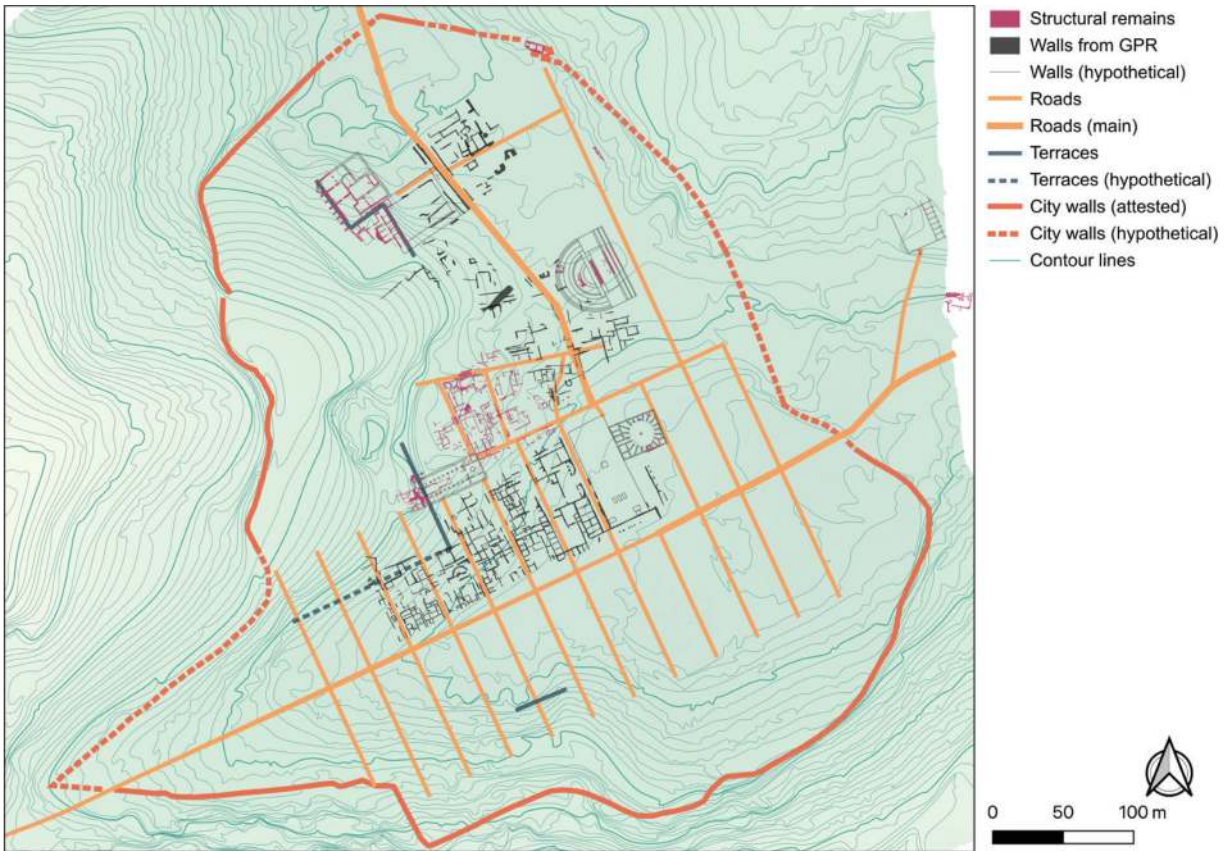 Structural remains
Walls from GPR
Walls (hypothetical)
Roads
Roads (main)
Terraces
Terraces (hypothetical)
City walls (attested)
City walls (hypothetical)
Contour lines
0 50 100 m